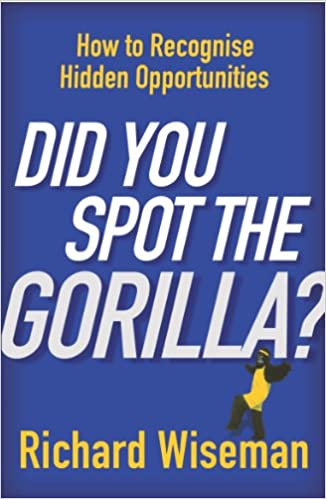 How to Recognise
Hidden Opportunities
DID YOU
SPOT THE
GORILLA?
Richard Wiseman